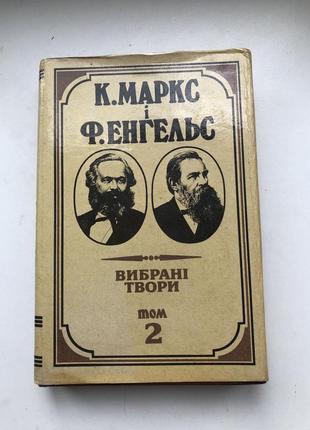 К. МАРКС
і
Ф. ЕНГЕЛЬС
ВИБРАНІ
ТВОРИ
том
2